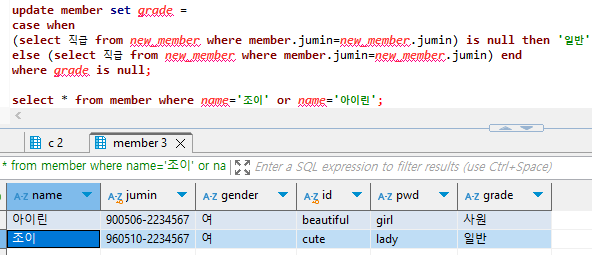 update member set grade =
case when
(select 직급 from new_member where member.jumin=new_member.jumin) is null then '일반'
else (select 직급 from new_member where member.jumin=new_member.jumin) end
where grade is null;
select * from member where name='조이' or name='아이린';
c 2
member 3
* from member where name='조이' or na
Enter a SQL expression to filter results (use Ctrl+Space)
A-Z name A-Z jumin A-Z gender A-Z id A-Z pwd A-Z grade
아이린 900506-2234567 여 beautiful girl 사원
조이 960510-2234567 여 cute lady 일반